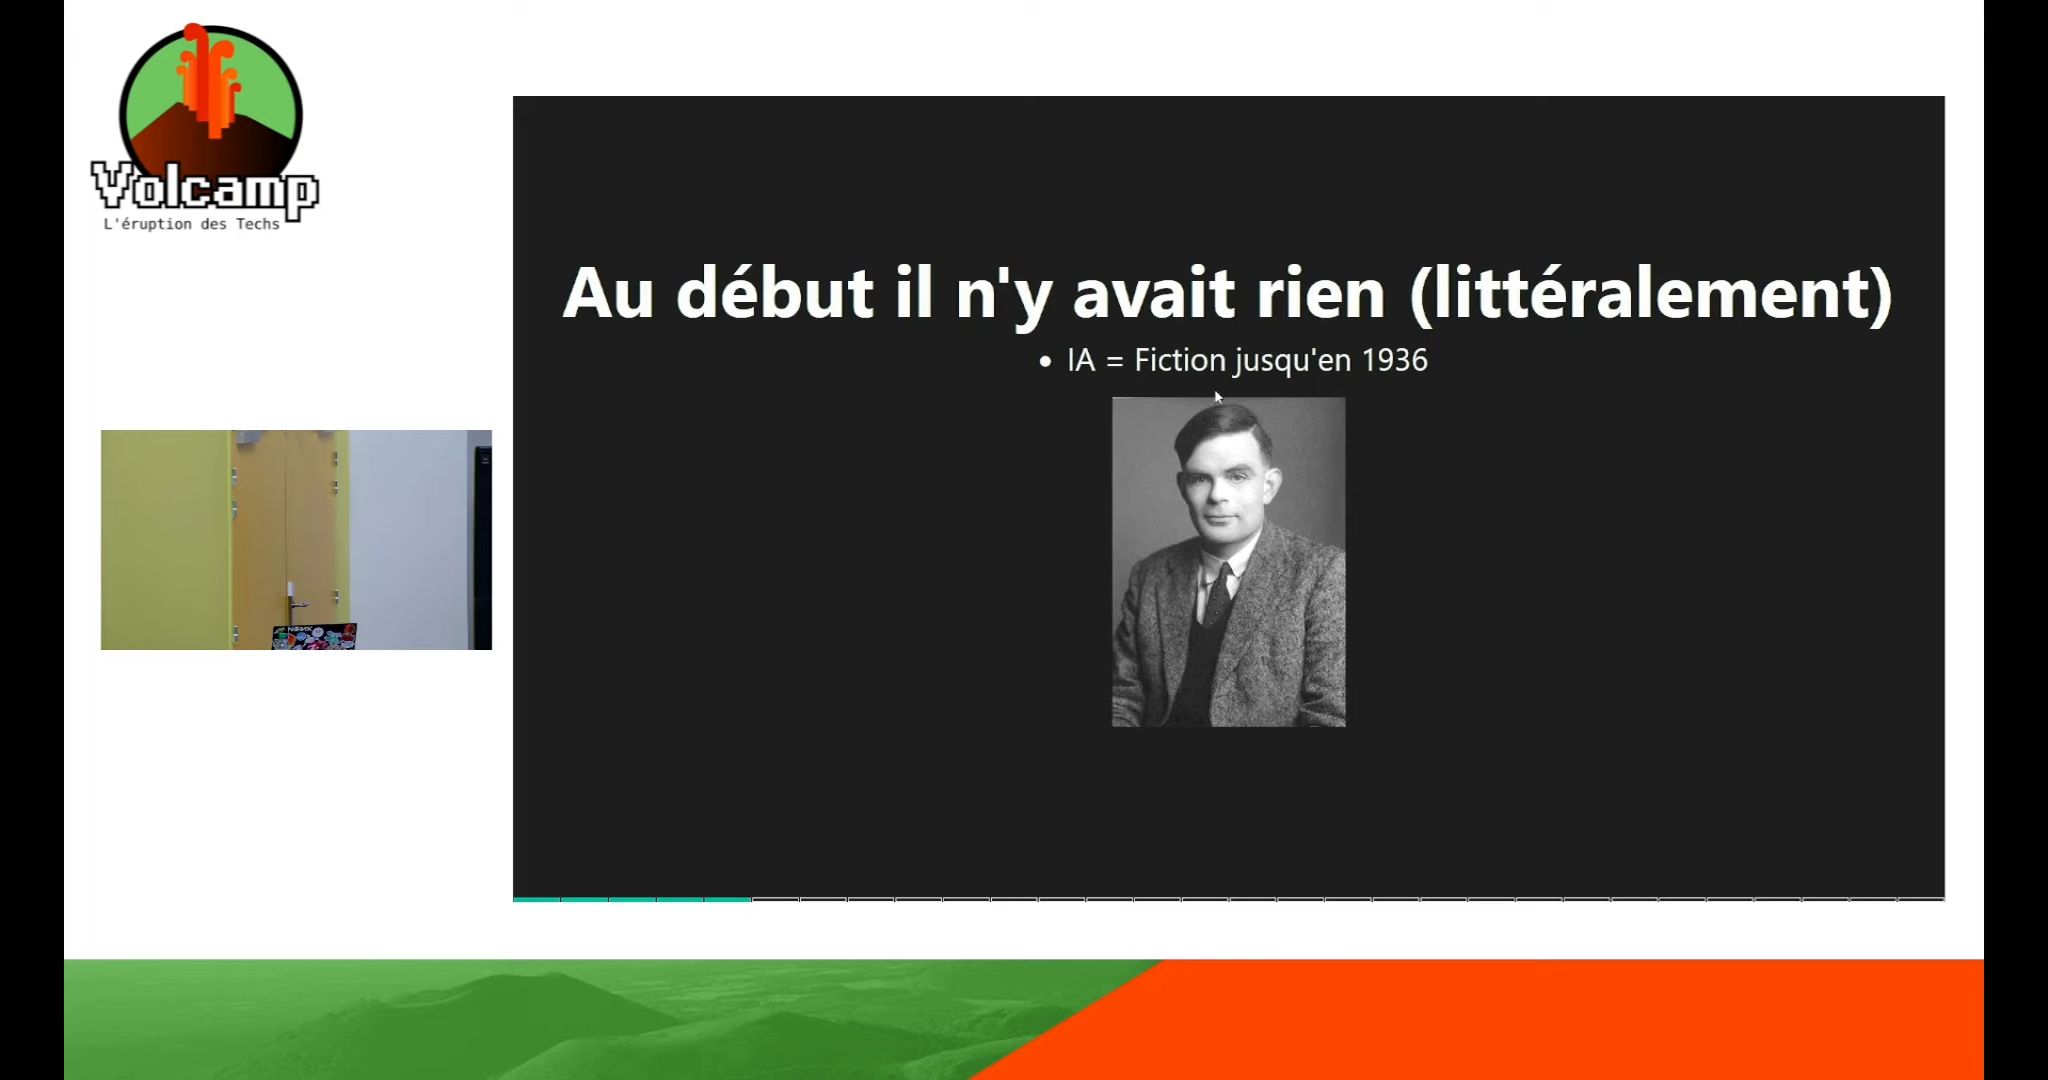 Volcamp
L'éruption des Techs
Au début il n'y avait rien (littéralement)
• IA = Fiction jusqu'en 1936